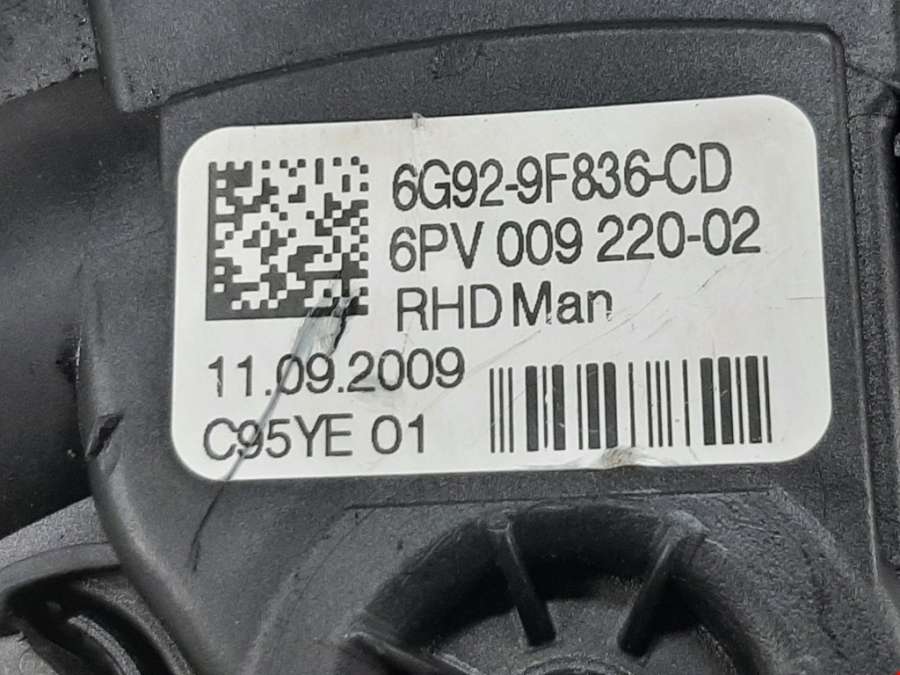 6G92-9F836-CD
6PV 009 220-02
RHD Man
11.09.2009
C95YE 01